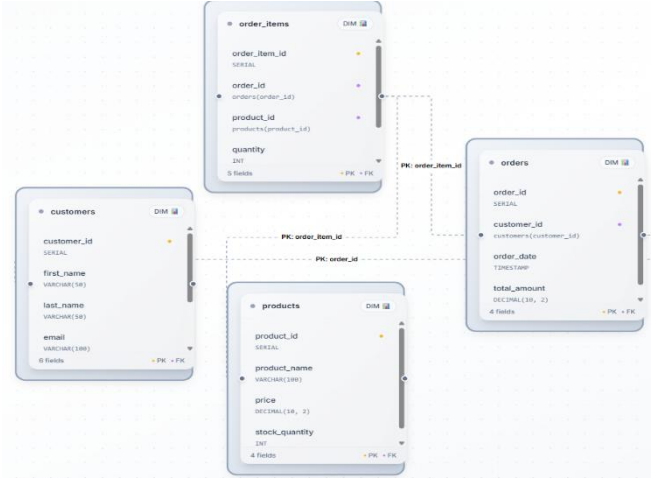 order_items DIM
order_item_id
SERIAL
order_id
orders(order_id)
product_id
products(product_id)
quantity
INT
5 fields PK FK
PK: order_item_id
orders DIM
order_id
SERIAL
customer_id
customers(customer_id)
order_date
TIMESTAMP
total_amount
DECIMAL(10, 2)
4 fields PK FK
customers DIM
customer_id
SERIAL
first_name
VARCHAR(50)
last_name
VARCHAR(50)
email
VARCHAR(100)
fields PK FK
PK: order_item_id
PK: order_id
products DIM
product_id
SERIAL
product_name
VARCHAR(100)
price
DECIMAL(10, 2)
stock_quantity
INT
4 fields PK FK